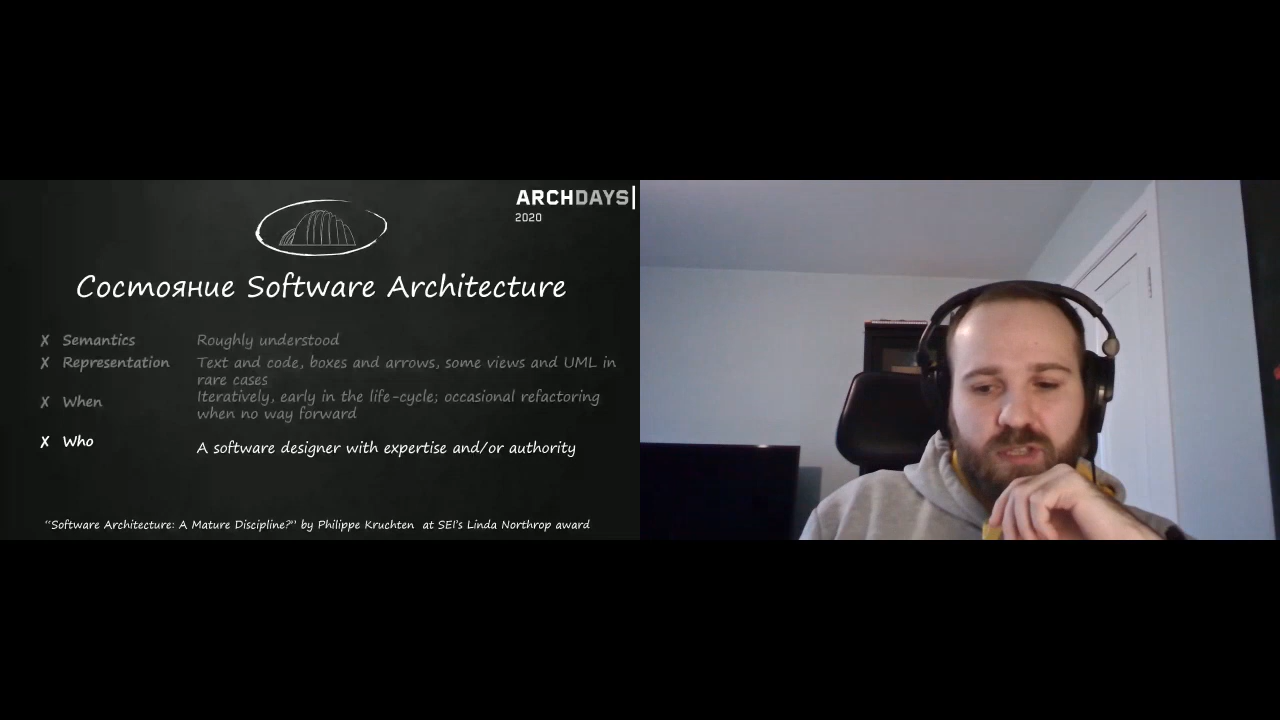 ARCHDAYS
2020
Состояние Software Architecture
✗ Semantics Roughly understood
✗ Representation Text and code, boxes and arrows, some views and UML in
rare cases
✗ When Iteratively, early in the life-cycle; occasional refactoring
when no way forward
✗ Who A software designer with expertise and/or authority
“Software Architecture: A Mature Discipline?” by Philippe Kruchten at SEI's Linda Northrop award